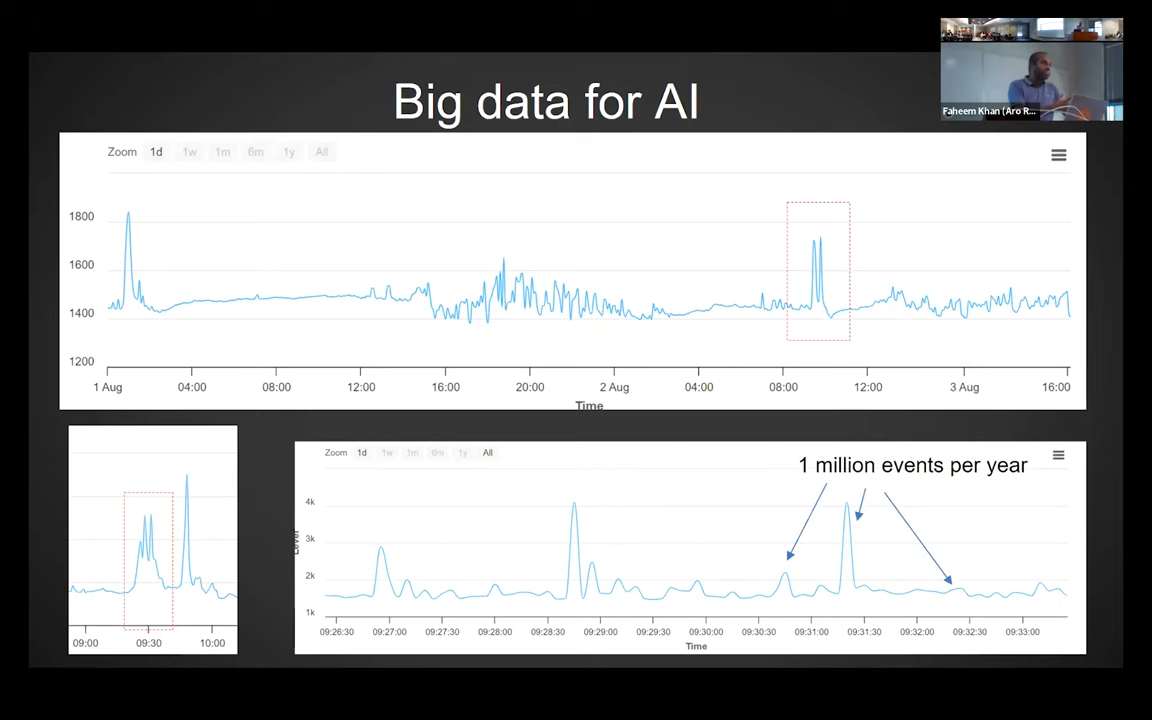 Big data for AI
Faheem Khan (Aro R...
Zoom 1d 1w 1m 6m 1y All
1800
1600
1400
1200
1 Aug 04:00 08:00 12:00 16:00 20:00 2 Aug 04:00 08:00 12:00 3 Aug 16:00
Time
09:00 09:30 10:00
Zoom 1d 1w 1m 6m 1y All
1 million events per year
Level
4k
3k
2k
1k
09:26:30 09:27:00 09:27:30 09:28:00 09:28:30 09:29:00 09:29:30 09:30:00 09:30:30 09:31:00 09:31:30 09:32:00 09:32:30 09:33:00
Time